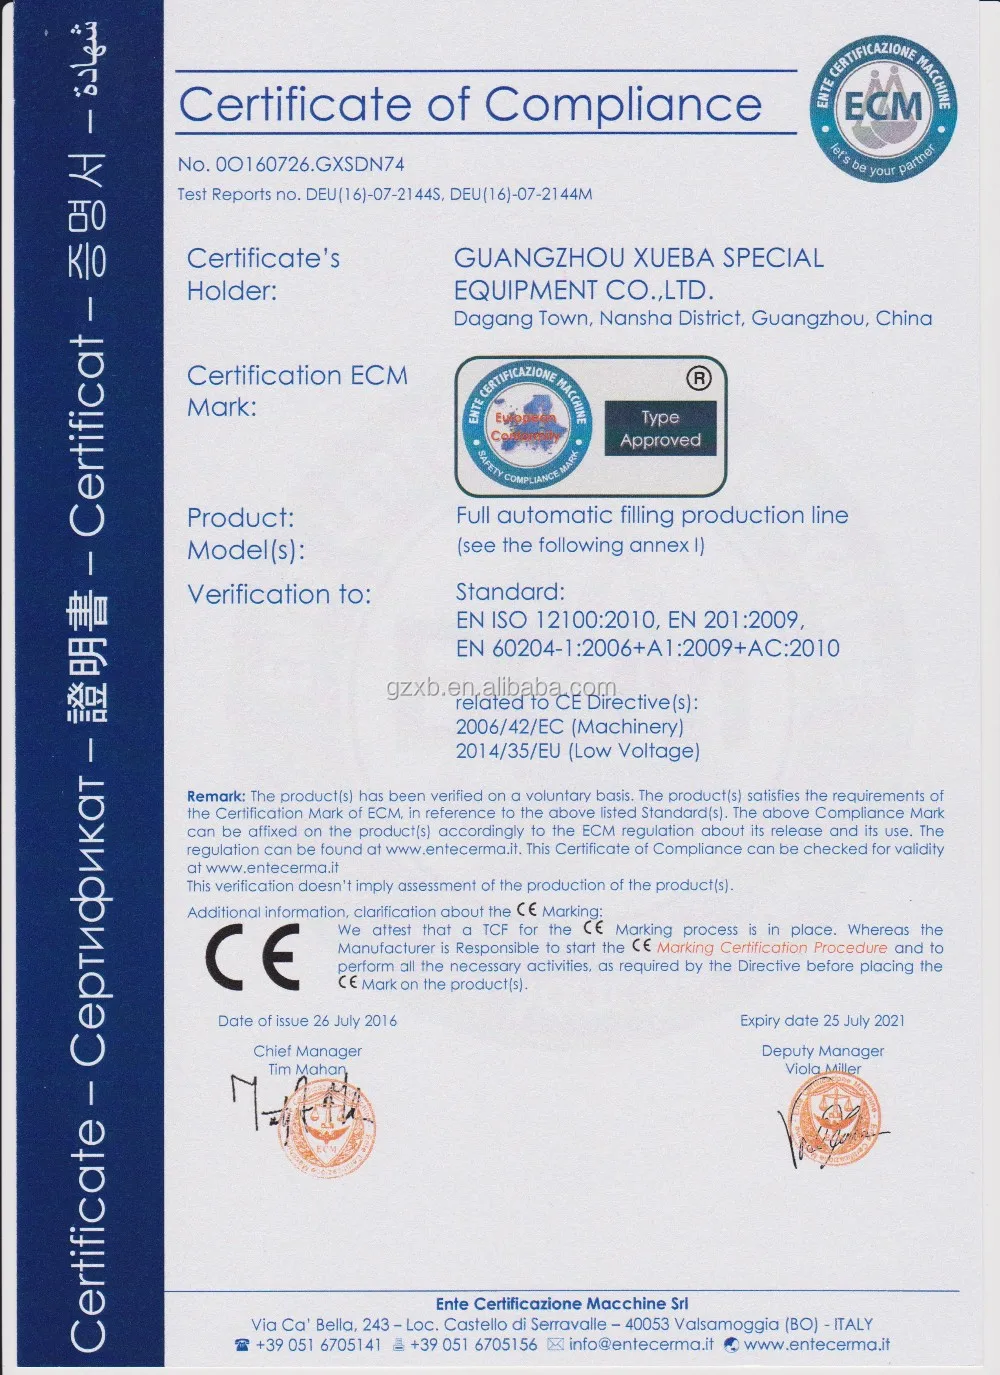 Certificate – Сертификат – 證明書 – Certificat – 증명서 – شهادة
Certificate of Compliance
ENTE CERTIFICAZIONE MACCHINE
ECM
let's be your partner
No. 0O160726.GXSDN74
Test Reports no. DEU(16)-07-2144S, DEU(16)-07-2144M
Certificate's
Holder:
GUANGZHOU XUEBA SPECIAL
EQUIPMENT CO.,LTD.
Dagang Town, Nansha District, Guangzhou, China
Certification ECM
Mark:
ENTE CERTIFICAZIONE MACCHINE
European
Conformity
SAFETY COMPLIANCE MARK
®
Type
Approved
Product:
Full automatic filling production line
Model(s):
(see the following annex I)
Verification to:
Standard:
EN ISO 12100:2010, EN 201:2009,
EN 60204-1:2006+A1:2009+AC:2010
gzxb.en.alibaba.com
related to CE Directive(s):
2006/42/EC (Machinery)
2014/35/EU (Low Voltage)
Remark: The product(s) has been verified on a voluntary basis. The product(s) satisfies the requirements of
the Certification Mark of ECM, in reference to the above listed Standard(s). The above Compliance Mark
can be affixed on the product(s) accordingly to the ECM regulation about its release and its use. The
regulation can be found at www.entecerma.it. This Certificate of Compliance can be checked for validity
at www.entecerma.it
This verification doesn't imply assessment of the production of the product(s).
Additional information, clarification about the CE Marking:
CE
We attest that a TCF for the CE Marking process is in place. Whereas the
Manufacturer is Responsible to start the CE Marking Certification Procedure and to
perform all the necessary activities, as required by the Directive before placing the
CE Mark on the product(s).
Date of issue 26 July 2016
Expiry date 25 July 2021
Chief Manager
Tim Mahan
Deputy Manager
Viola Miller
ECM
Ente Certificazione Macchine Srl
Via Ca' Bella, 243 – Loc. Castello di Serravalle – 40053 Valsamoggia (BO) - ITALY
☎ +39 051 6705141 +39 051 6705156 info@entecerma.it www.entecerma.it